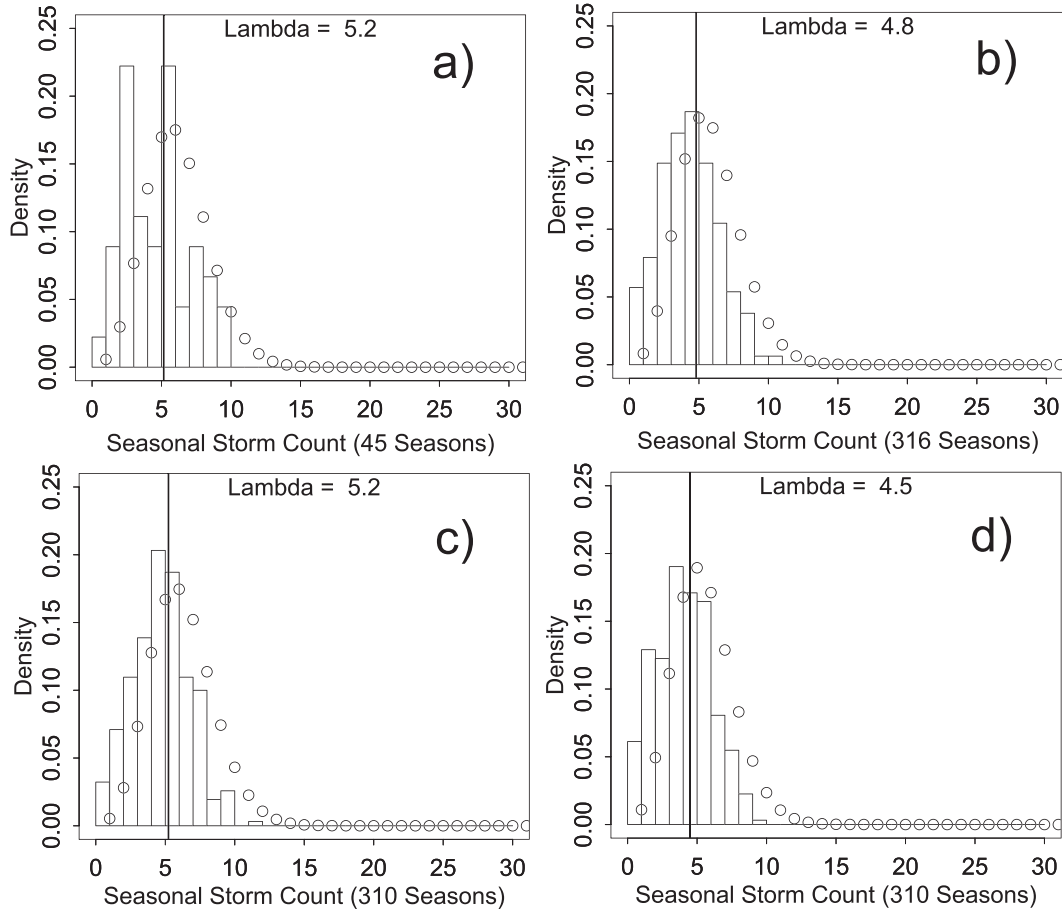 Lambda = 5.2
a)
0.00 0.05 0.10 0.15 0.20 0.25
Density
0 5 10 15 20 25 30
Seasonal Storm Count (45 Seasons)
Lambda = 4.8
b)
0.00 0.05 0.10 0.15 0.20 0.25
Density
0 5 10 15 20 25 30
Seasonal Storm Count (316 Seasons)
Lambda = 5.2
c)
0.00 0.05 0.10 0.15 0.20 0.25
Density
0 5 10 15 20 25 30
Seasonal Storm Count (310 Seasons)
Lambda = 4.5
d)
0.00 0.05 0.10 0.15 0.20 0.25
Density
0 5 10 15 20 25 30
Seasonal Storm Count (310 Seasons)